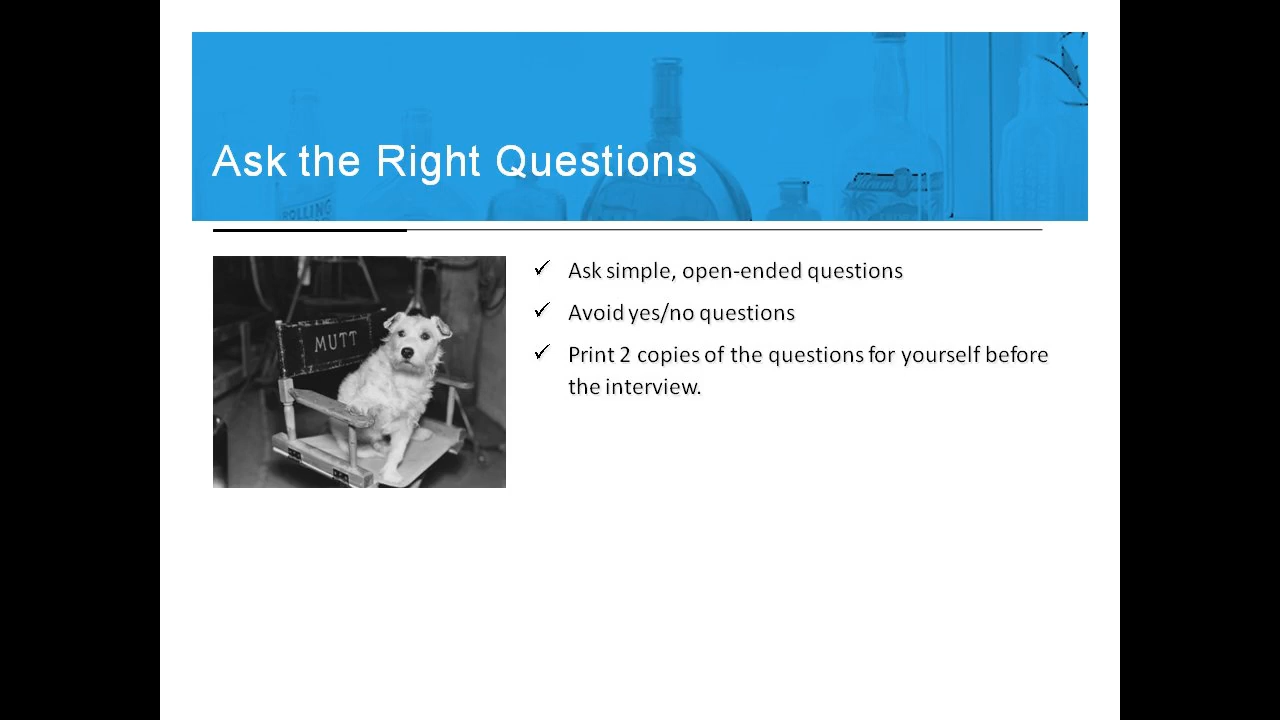 Ask the Right Questions
ROLLING
MUTT
✓ Ask simple, open-ended questions
✓ Avoid yes/no questions
✓ Print 2 copies of the questions for yourself before
the interview.